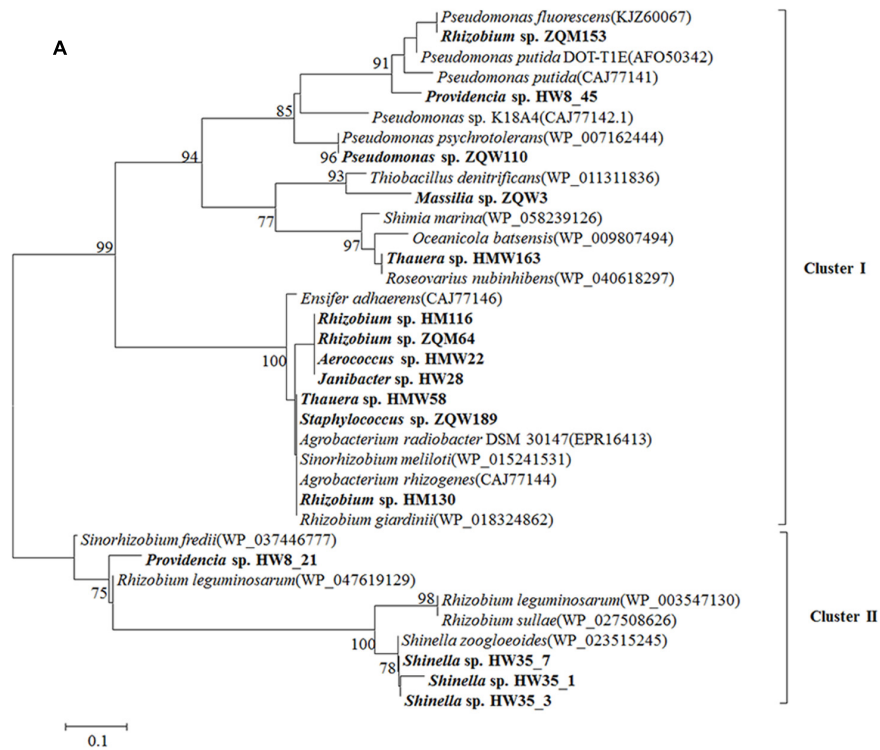 A
Pseudomonas fluorescens(KJZ60067)
Rhizobium sp. ZQM153
Pseudomonas putida DOT-T1E(AFO50342)
91
Pseudomonas putida(CAJ77141)
Providencia sp. HW8_45
85
Pseudomonas sp. K18A4(CAJ77142.1)
Pseudomonas psychrotolerans(WP_007162444)
94
96 Pseudomonas sp. ZQW110
93
Thiobacillus denitrificans(WP_011311836)
Massilia sp. ZQW3
77
Shimia marina(WP_058239126)
97
Oceanicola batsensis(WP_009807494)
99
Thauera sp. HMW163
Cluster I
Roseovarius nubinhibens(WP_040618297)
Ensifer adhaerens(CAJ77146)
Rhizobium sp. HM116
Rhizobium sp. ZQM64
100
Aerococcus sp. HMW22
Janibacter sp. HW28
Thauera sp. HMW58
Staphylococcus sp. ZQW189
Agrobacterium radiobacter DSM 30147(EPR16413)
Sinorhizobium meliloti(WP_015241531)
Agrobacterium rhizogenes(CAJ77144)
Rhizobium sp. HM130
Rhizobium giardinii(WP_018324862)
Sinorhizobium fredii(WP_037446777)
Providencia sp. HW8_21
75
Rhizobium leguminosarum(WP_047619129)
98
Rhizobium leguminosarum(WP_003547130)
Cluster II
Rhizobium sullae(WP_027508626)
100
Shinella zoogloeoides(WP_023515245)
78
Shinella sp. HW35_7
Shinella sp. HW35_1
Shinella sp. HW35_3
0.1